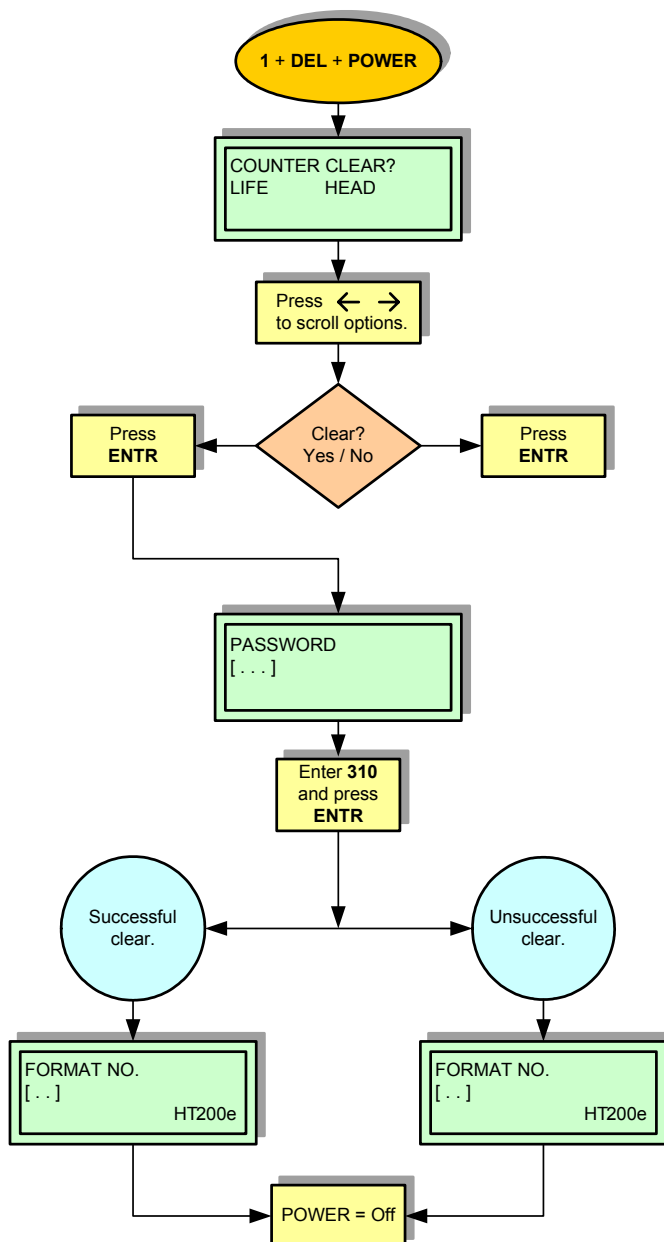 1 + DEL + POWER
COUNTER CLEAR?
LIFE HEAD
Press ← →
to scroll options.
Press
ENTR
Clear?
Yes / No
Press
ENTR
PASSWORD
[ . . . ]
Enter 310
and press
ENTR
Successful
clear.
Unsuccessful
clear.
FORMAT NO.
[ . . ]
HT200e
FORMAT NO.
[ . . ]
HT200e
POWER = Off